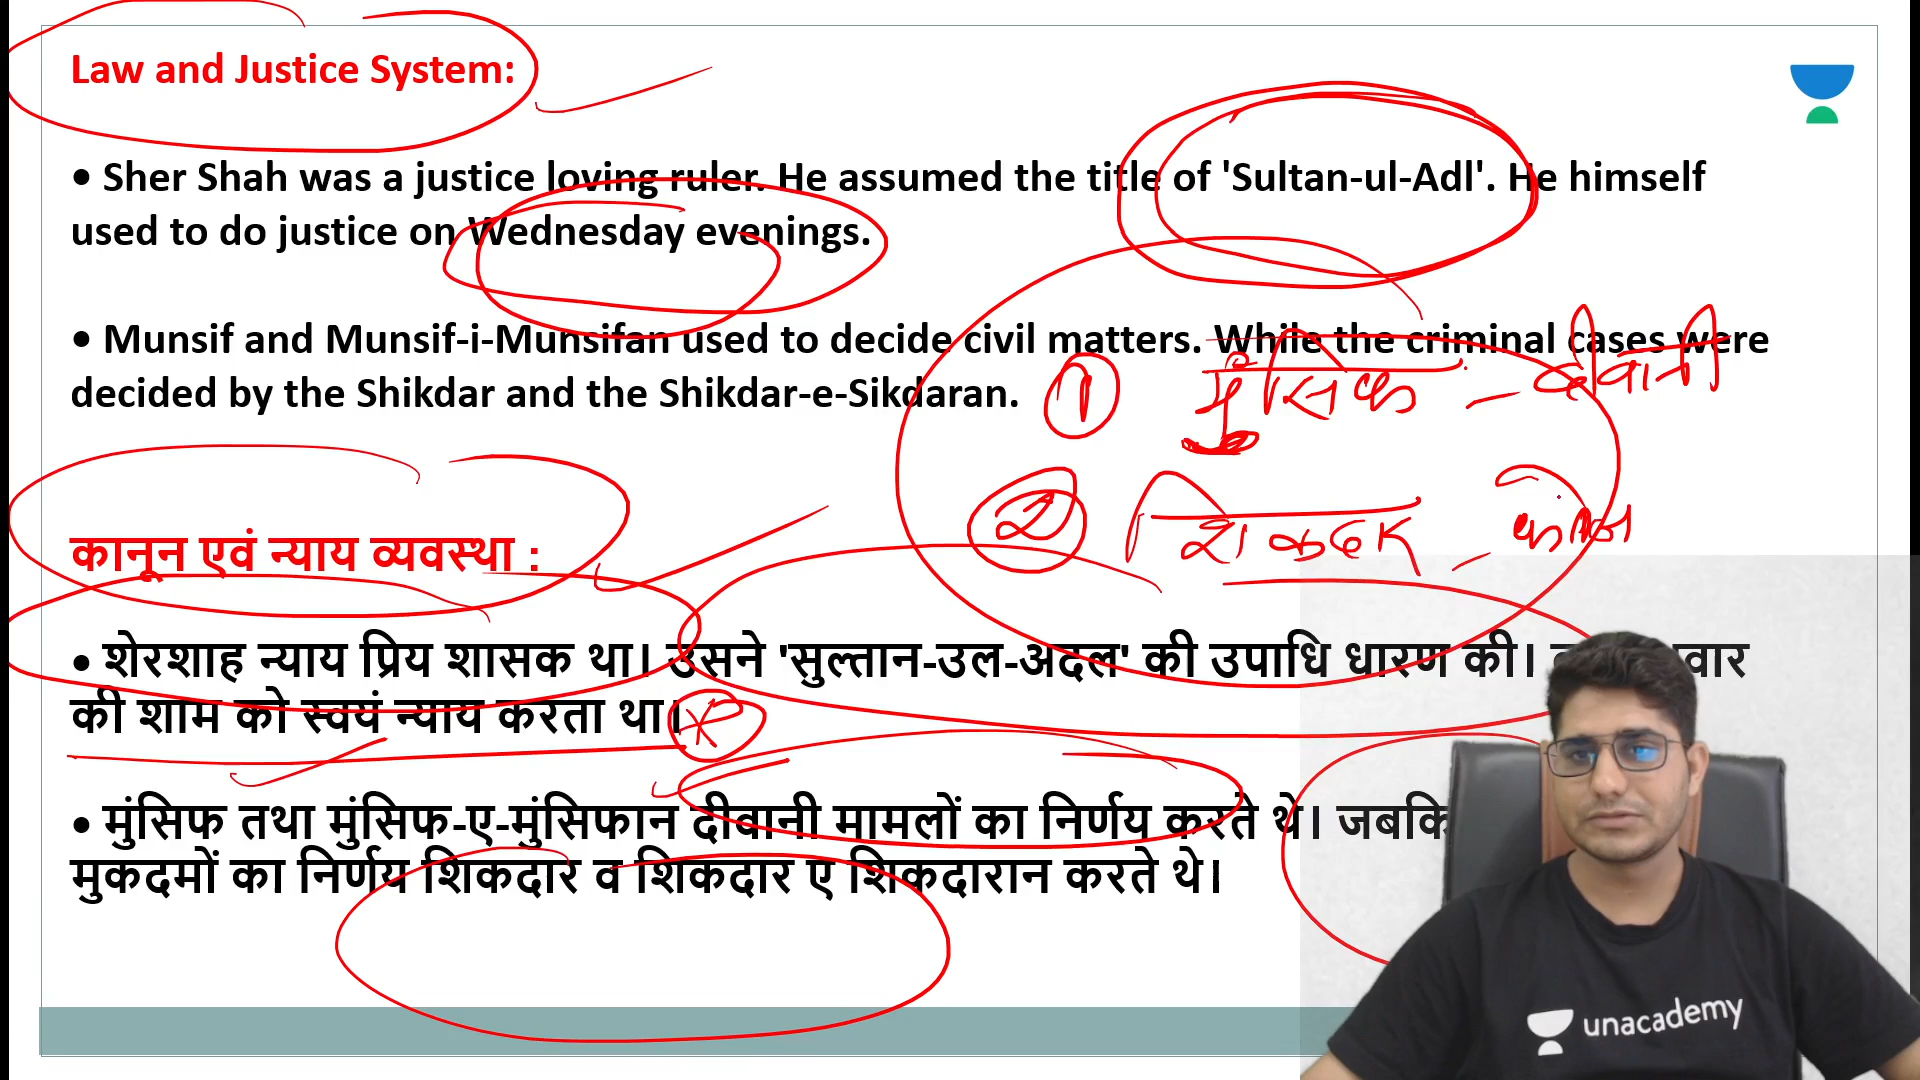 Law and Justice System:
• Sher Shah was a justice loving ruler. He assumed the title of 'Sultan-ul-Adl'. He himself
used to do justice on Wednesday evenings.
• Munsif and Munsif-i-Munsifan used to decide civil matters. While the criminal cases were
decided by the Shikdar and the Shikdar-e-Sikdaran.
१ मुंसिफ - दीवानी
२
कानून एवं न्याय व्यवस्था :
• शेरशाह न्याय प्रिय शासक था। उसने 'सुल्तान-उल-अदल' की उपाधि धारण की।
की शाम को स्वयं न्याय करता था।
• मुंसिफ तथा मुंसिफ-ए-मुंसिफान दीवानी मामलों का निर्णय करते थे। जबकि
मुकदमों का निर्णय शिकदार व शिकदार ए शिकदारान करते थे।
unacademy